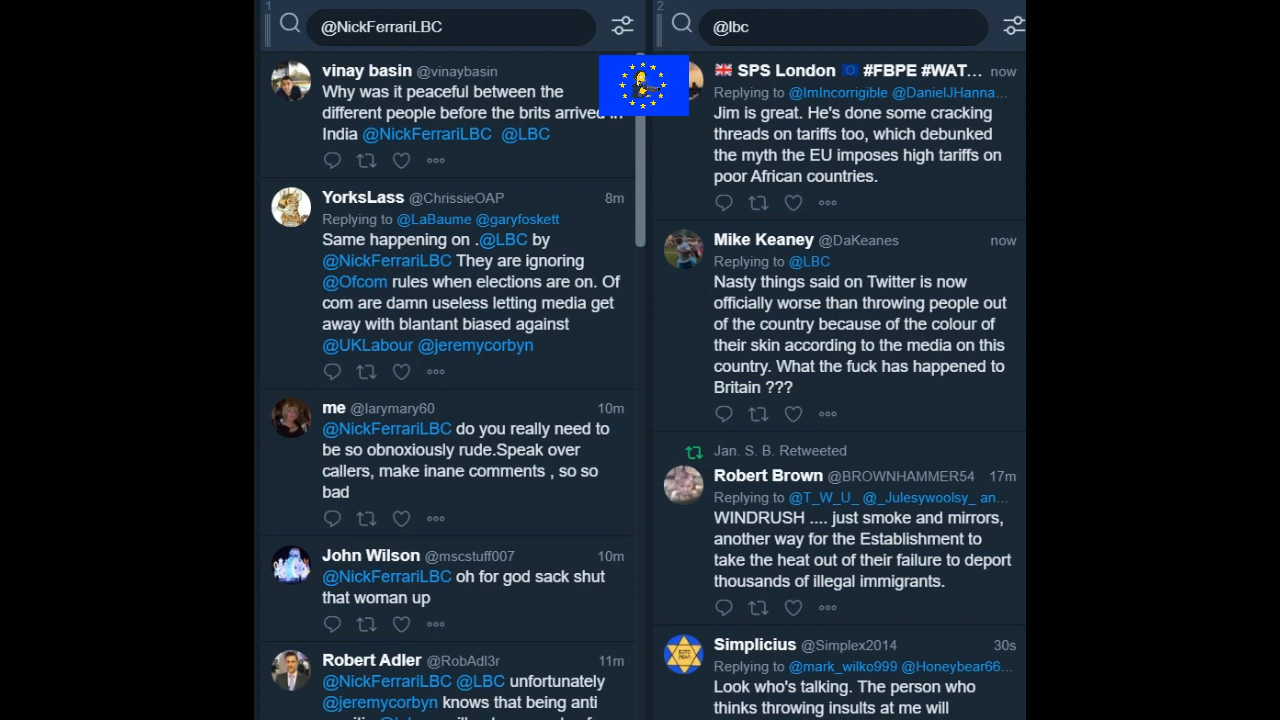 1
@NickFerrariLBC
vinay basin @vinaybasin
Why was it peaceful between the
different people before the brits arrived in
India @NickFerrariLBC @LBC
YorksLass @ChrissieOAP 8m
Replying to @LaBaume @garyfoskett
Same happening on .@LBC by
@NickFerrariLBC They are ignoring
@Ofcom rules when elections are on. Of
com are damn useless letting media get
away with blantant biased against
@UKLabour @jeremycorbyn
me @larymary60 10m
@NickFerrariLBC do you really need to
be so obnoxiously rude.Speak over
callers, make inane comments , so so
bad
John Wilson @mscstuff007 10m
@NickFerrariLBC oh for god sack shut
that woman up
Robert Adler @RobAdl3r 11m
@NickFerrariLBC @LBC unfortunately
@jeremycorbyn knows that being anti
2
@lbc
SPS London #FBPE #WAT… now
Replying to @ImIncorrigible @DanielJHanna…
Jim is great. He's done some cracking
threads on tariffs too, which debunked
the myth the EU imposes high tariffs on
poor African countries.
Mike Keaney @DaKeanes now
Replying to @LBC
Nasty things said on Twitter is now
officially worse than throwing people out
of the country because of the colour of
their skin according to the media on this
country. What the fuck has happened to
Britain ???
Jan. S. B. Retweeted
Robert Brown @BROWNHAMMER54 17m
Replying to @T_W_U_ @_Julesywoolsy_ an…
WINDRUSH .... just smoke and mirrors,
another way for the Establishment to
take the heat out of their failure to deport
thousands of illegal immigrants.
Simplicius @Simplex2014 30s
Replying to @mark_wilko999 @Honeybear66…
Look who's talking. The person who
thinks throwing insults at me will